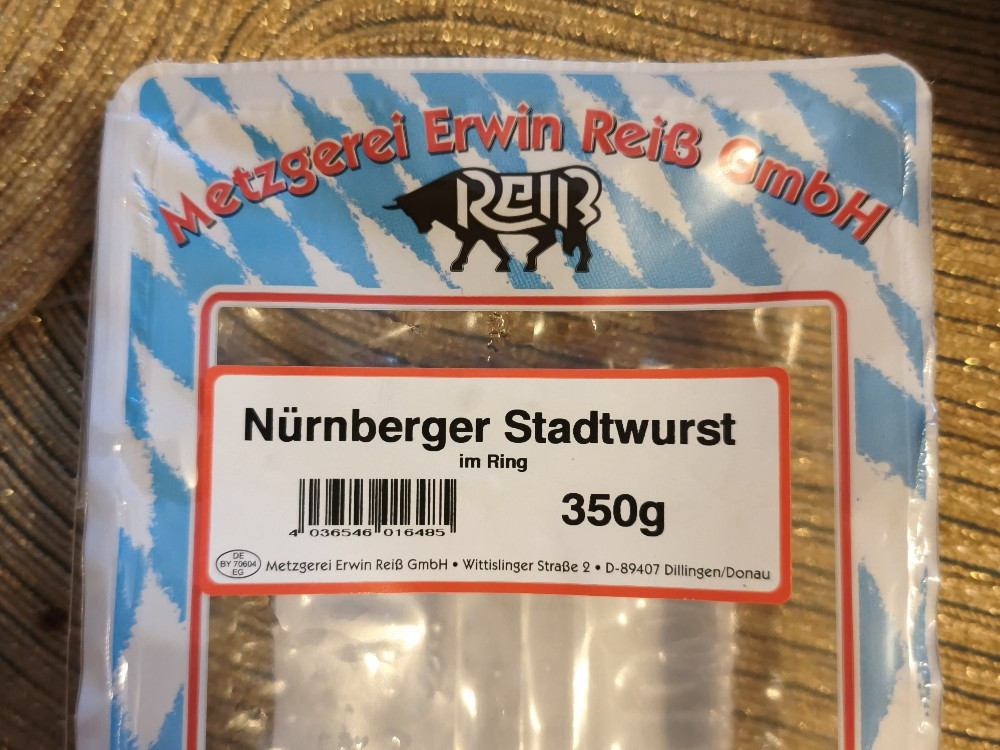 Metzgerei Erwin Reiß GmbH
REIß
Nürnberger Stadtwurst
im Ring
350g
4 036546 016485
DE
BY 70604
EG
Metzgerei Erwin Reiß GmbH • Wittislinger Straße 2 • D-89407 Dillingen/Donau